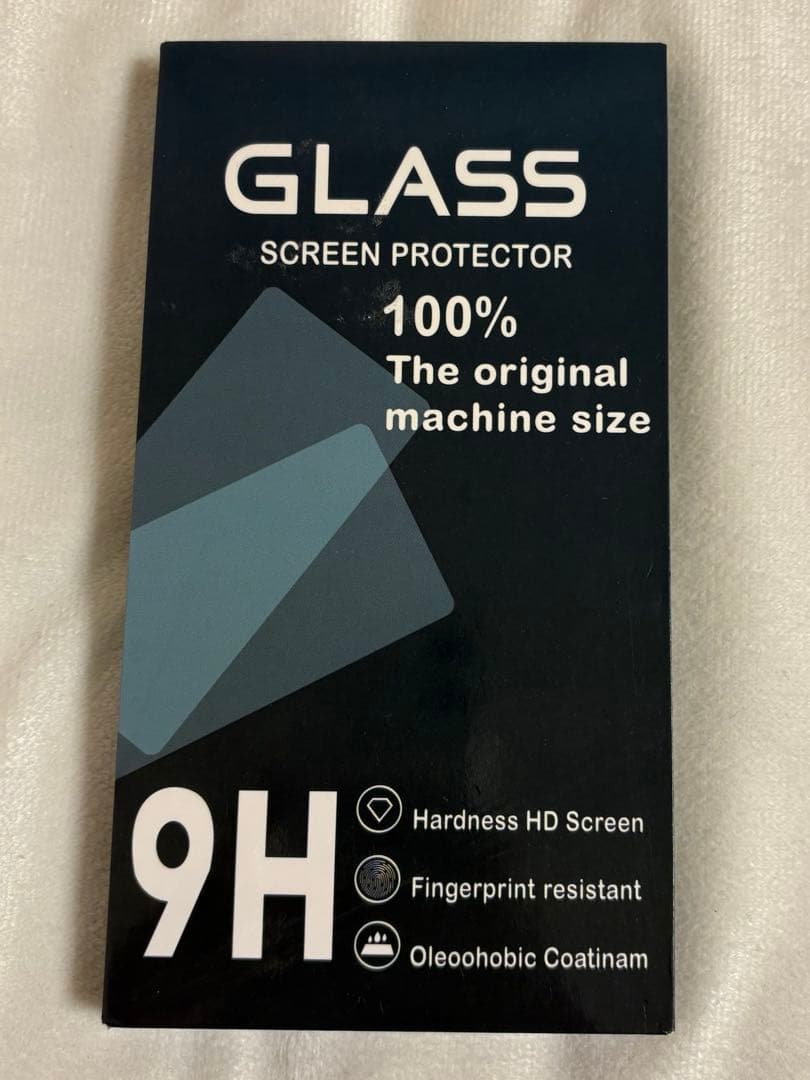 GLASS
SCREEN PROTECTOR
100%
The original
machine size
9H
Hardness HD Screen
Fingerprint resistant
Oleoohobic Coatinam